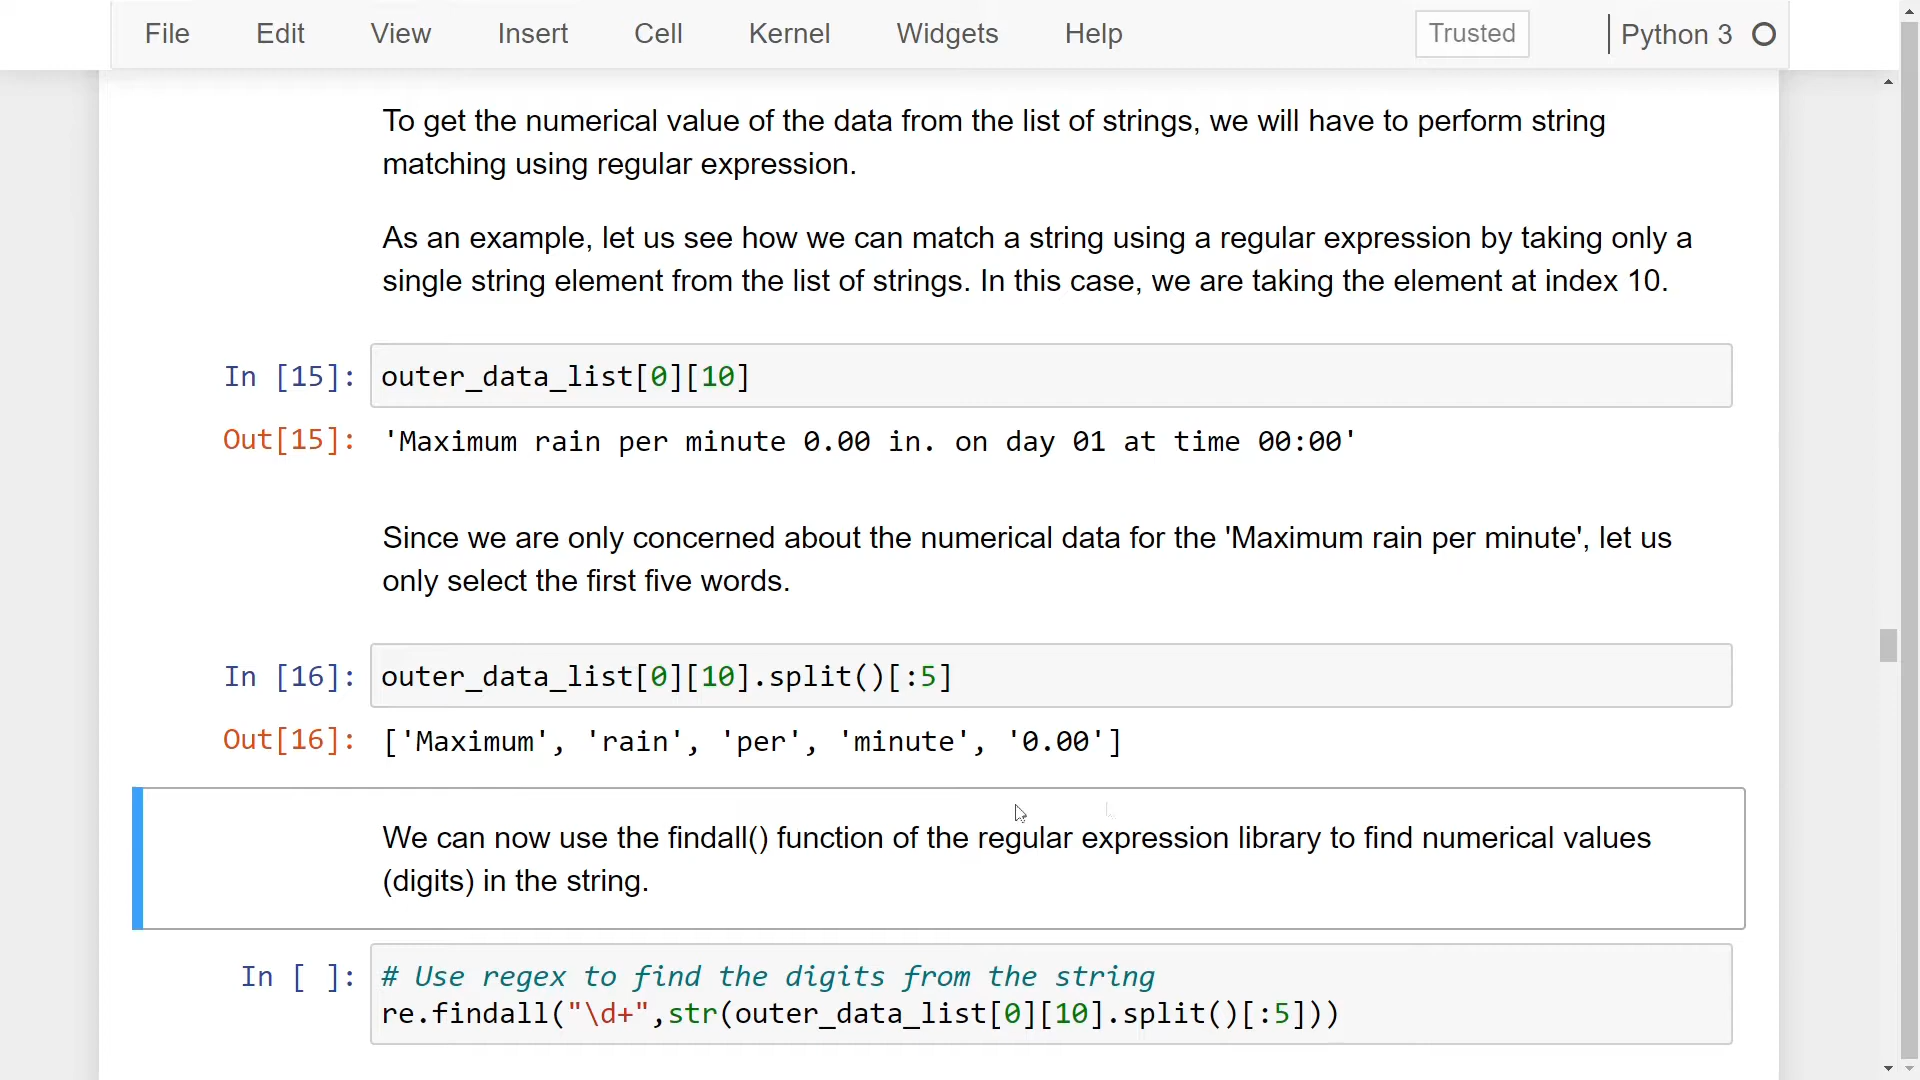 File Edit View Insert Cell Kernel Widgets Help Trusted Python 3
To get the numerical value of the data from the list of strings, we will have to perform string
matching using regular expression.
As an example, let us see how we can match a string using a regular expression by taking only a
single string element from the list of strings. In this case, we are taking the element at index 10.
In [15]: outer_data_list[0][10]
Out[15]: 'Maximum rain per minute 0.00 in. on day 01 at time 00:00'
Since we are only concerned about the numerical data for the 'Maximum rain per minute', let us
only select the first five words.
In [16]: outer_data_list[0][10].split()[:5]
Out[16]: ['Maximum', 'rain', 'per', 'minute', '0.00']
We can now use the findall() function of the regular expression library to find numerical values
(digits) in the string.
In [ ]: # Use regex to find the digits from the string
re.findall("\d+",str(outer_data_list[0][10].split()[:5]))